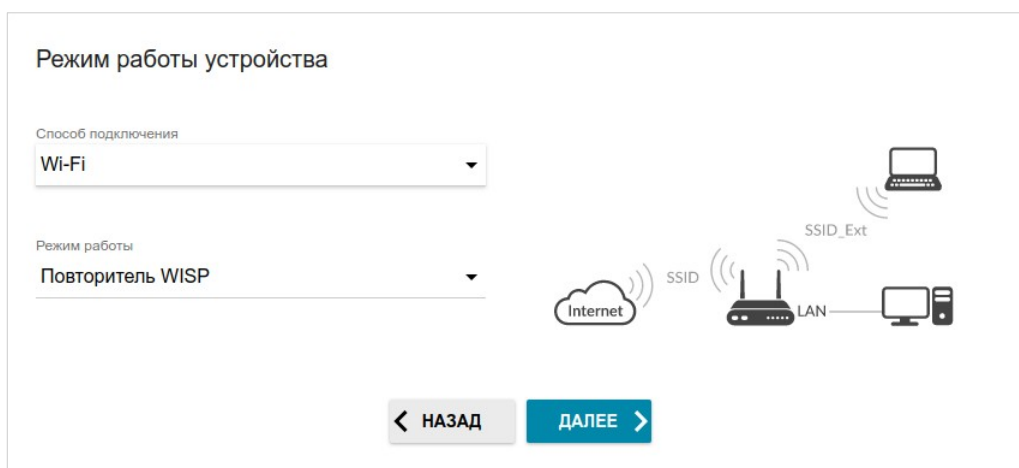 Режим работы устройства
Способ подключения
Wi-Fi
Режим работы
Повторитель WISP
SSID_Ext
SSID
Internet
LAN
НАЗАД
ДАЛЕЕ